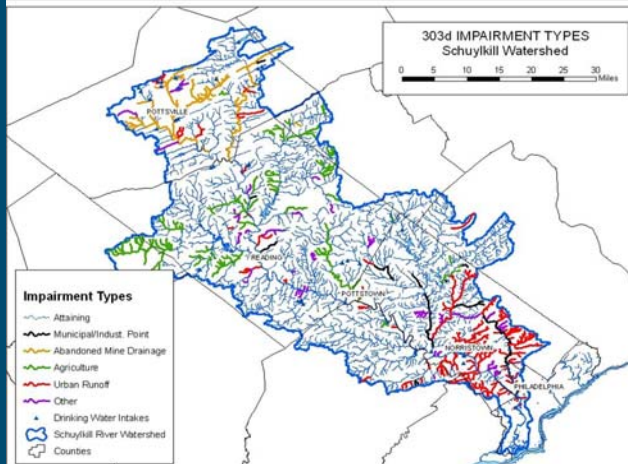 303d IMPAIRMENT TYPES
Schuylkill Watershed
0 5 10 15 20 25 30
Miles
POTTSVILLE
READING
POTTSTOWN
NORRISTOWN
PHILADELPHIA
Impairment Types
Attaining
Municipal/Indust. Point
Abandoned Mine Drainage
Agriculture
Urban Runoff
Other
Drinking Water Intakes
Schuylkill River Watershed
Counties